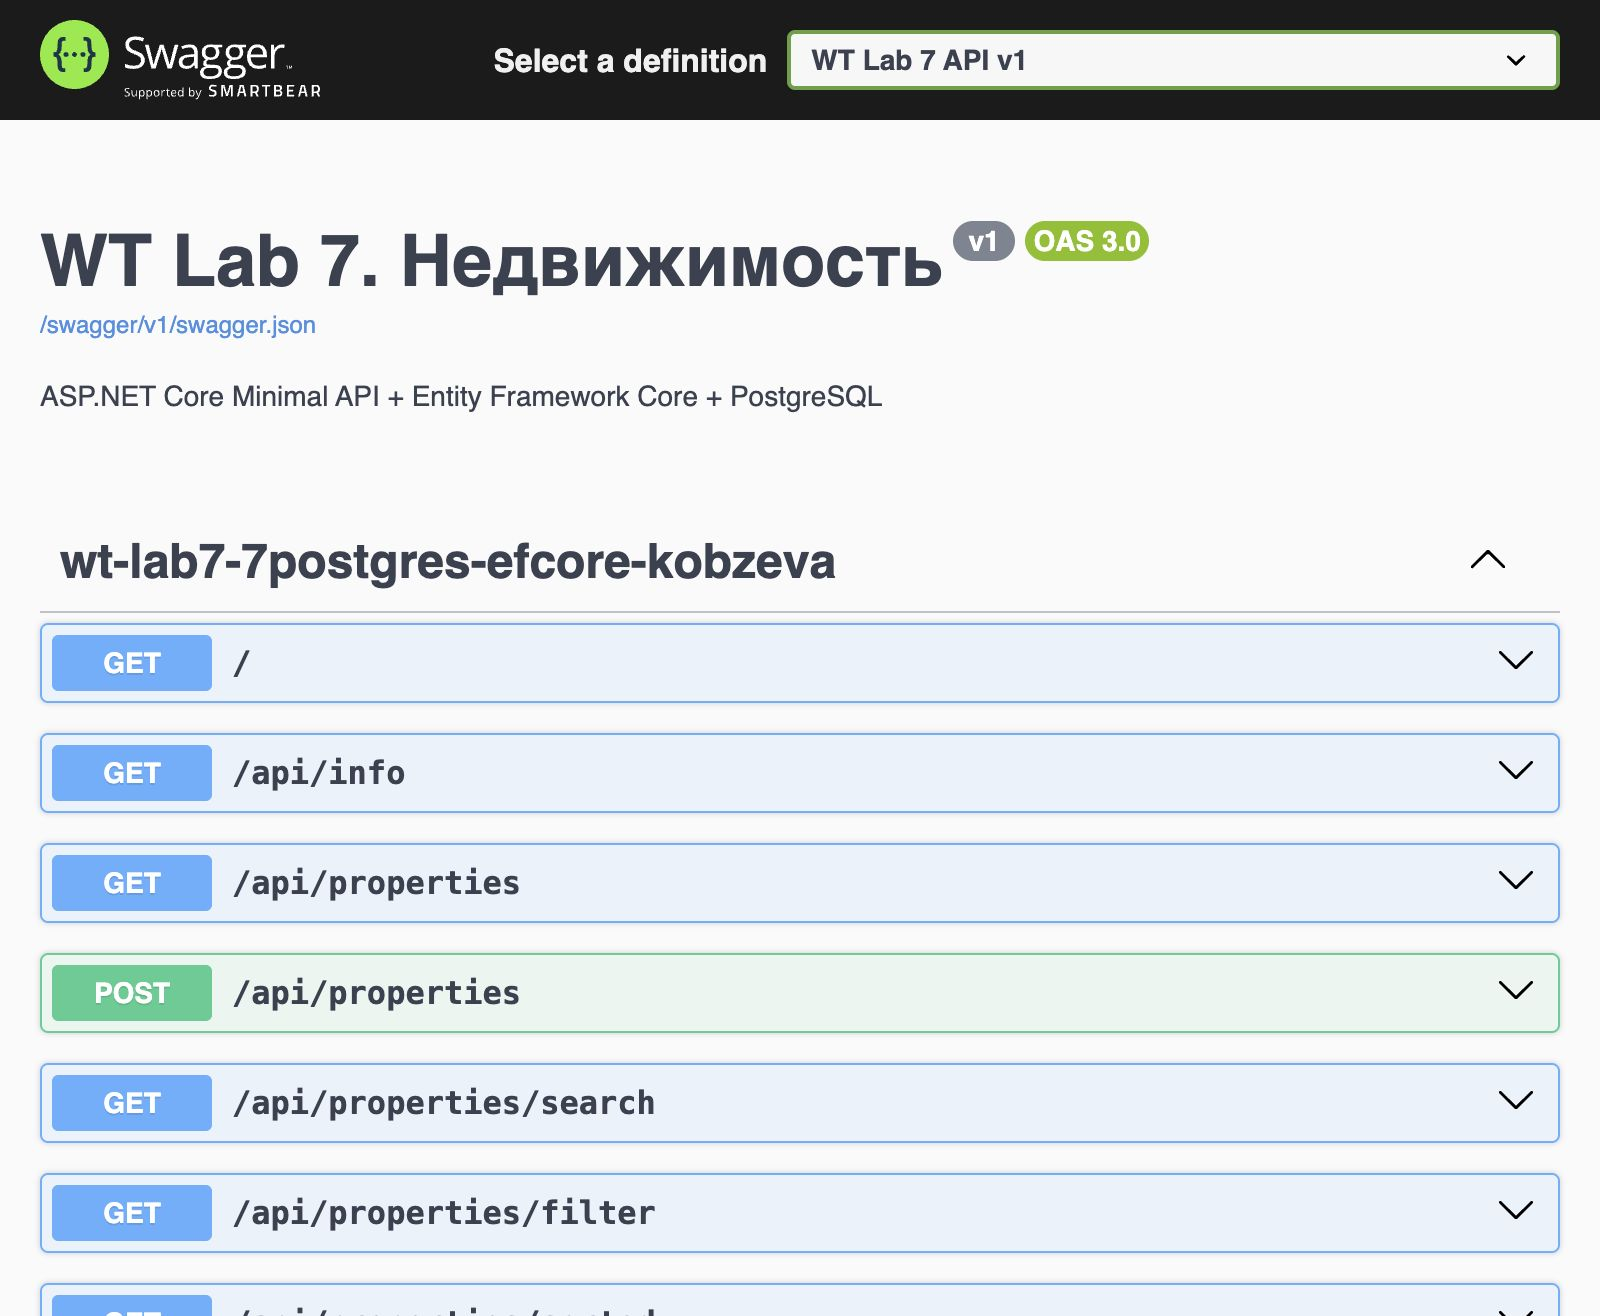 Swagger™
Supported by SMARTBEAR
Select a definition
WT Lab 7 API v1
WT Lab 7. Недвижимость v1 OAS 3.0
/swagger/v1/swagger.json
ASP.NET Core Minimal API + Entity Framework Core + PostgreSQL
wt-lab7-7postgres-efcore-kobzeva
GET /
GET /api/info
GET /api/properties
POST /api/properties
GET /api/properties/search
GET /api/properties/filter